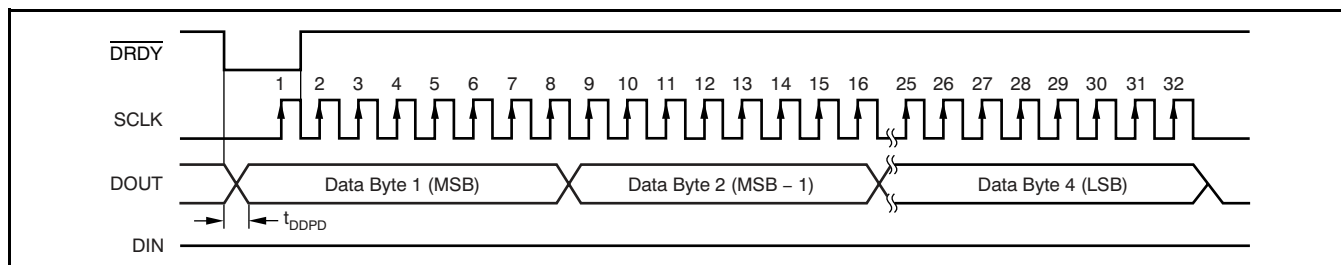 DRDY
1 2 3 4 5 6 7 8 9 10 11 12 13 14 15 16 25 26 27 28 29 30 31 32
SCLK
DOUT Data Byte 1 (MSB) Data Byte 2 (MSB − 1) Data Byte 4 (LSB)
tDDPD
DIN